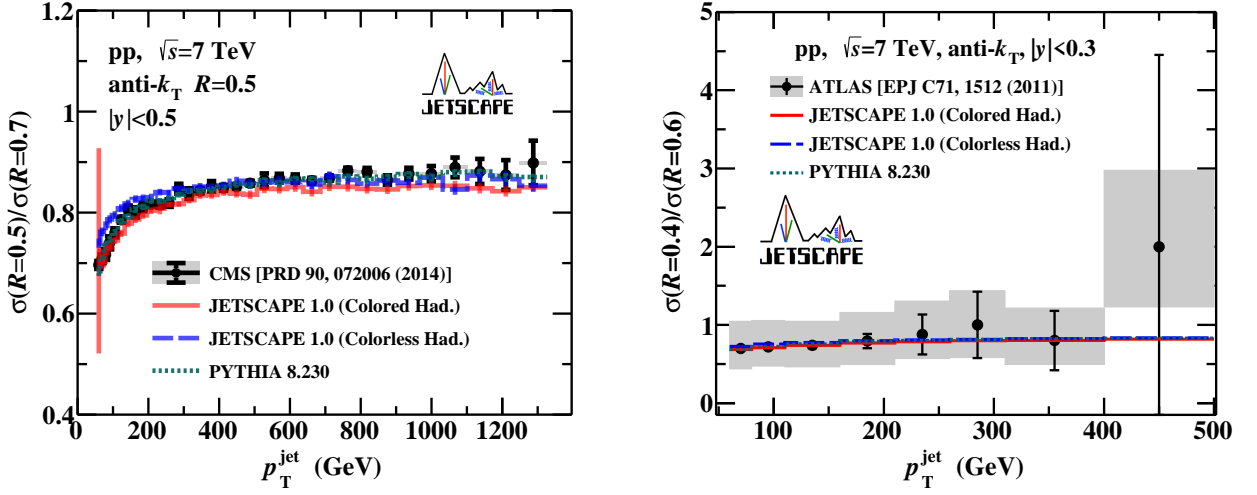 pp, √s=7 TeV
anti-kT R=0.5
|y|<0.5
JETSCAPE
CMS [PRD 90, 072006 (2014)]
JETSCAPE 1.0 (Colored Had.)
JETSCAPE 1.0 (Colorless Had.)
PYTHIA 8.230
σ(R=0.5)/σ(R=0.7)
1.2
1
0.8
0.6
0.4
0 200 400 600 800 1000 1200
pTjet (GeV)
pp, √s=7 TeV, anti-kT, |y|<0.3
ATLAS [EPJ C71, 1512 (2011)]
JETSCAPE 1.0 (Colored Had.)
JETSCAPE 1.0 (Colorless Had.)
PYTHIA 8.230
JETSCAPE
σ(R=0.4)/σ(R=0.6)
6
5
4
3
2
1
0
100 200 300 400 500
pTjet (GeV)